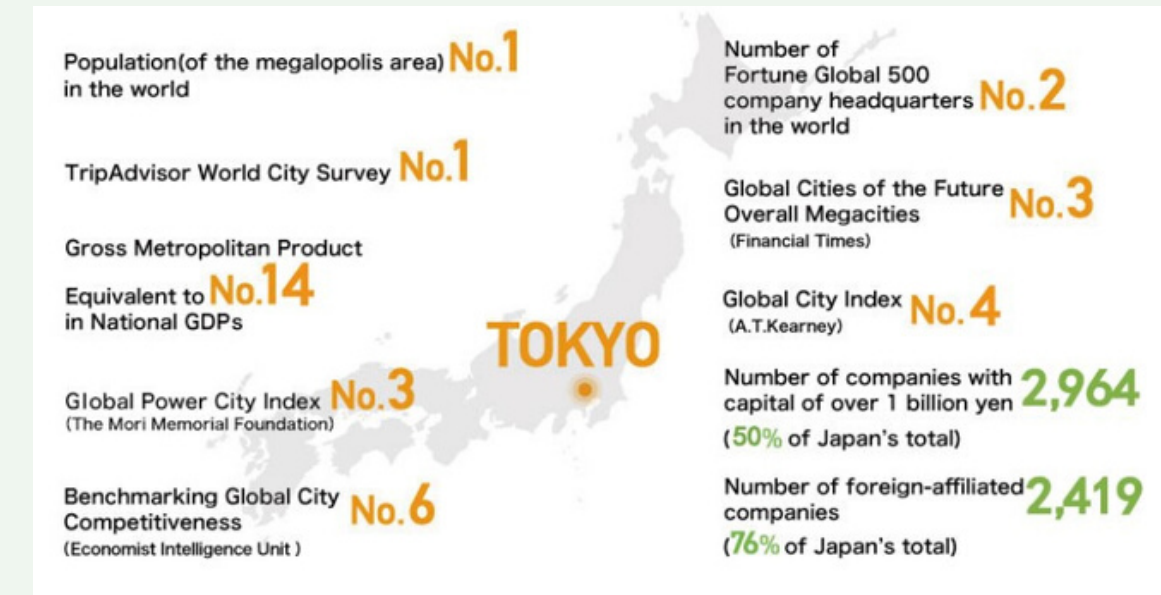 Population(of the megalopolis area) No.1
in the world
TripAdvisor World City Survey No.1
Gross Metropolitan Product
Equivalent to No.14
in National GDPs
Global Power City Index No.3
(The Mori Memorial Foundation)
Benchmarking Global City
Competitiveness No.6
(Economist Intelligence Unit )
TOKYO
Number of
Fortune Global 500
company headquarters No.2
in the world
Global Cities of the Future
Overall Megacities No.3
(Financial Times)
Global City Index No.4
(A.T.Kearney)
Number of companies with
capital of over 1 billion yen 2,964
(50% of Japan's total)
Number of foreign-affiliated 2,419
companies
(76% of Japan's total)